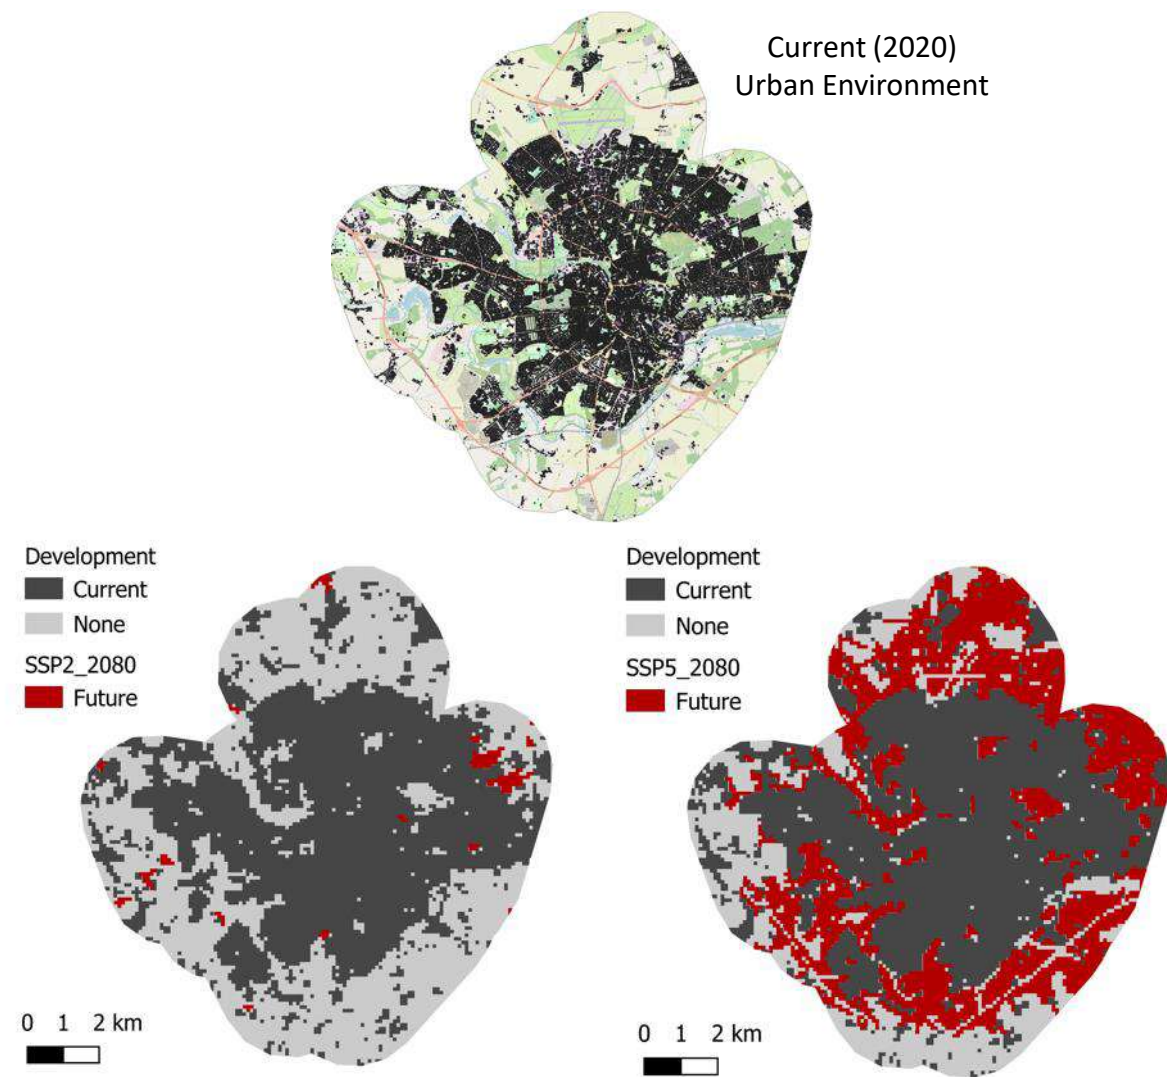 Current (2020)
Urban Environment
Development
Current
None
SSP2_2080
Future
0 1 2 km
Development
Current
None
SSP5_2080
Future
0 1 2 km